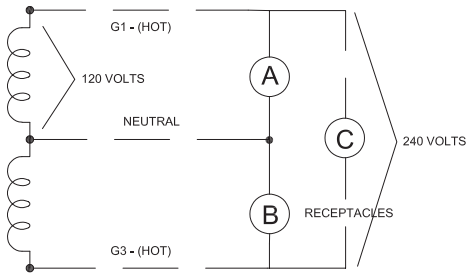 G1 - (HOT)
A
120 VOLTS
NEUTRAL
C
240 VOLTS
B
RECEPTACLES
G3 - (HOT)